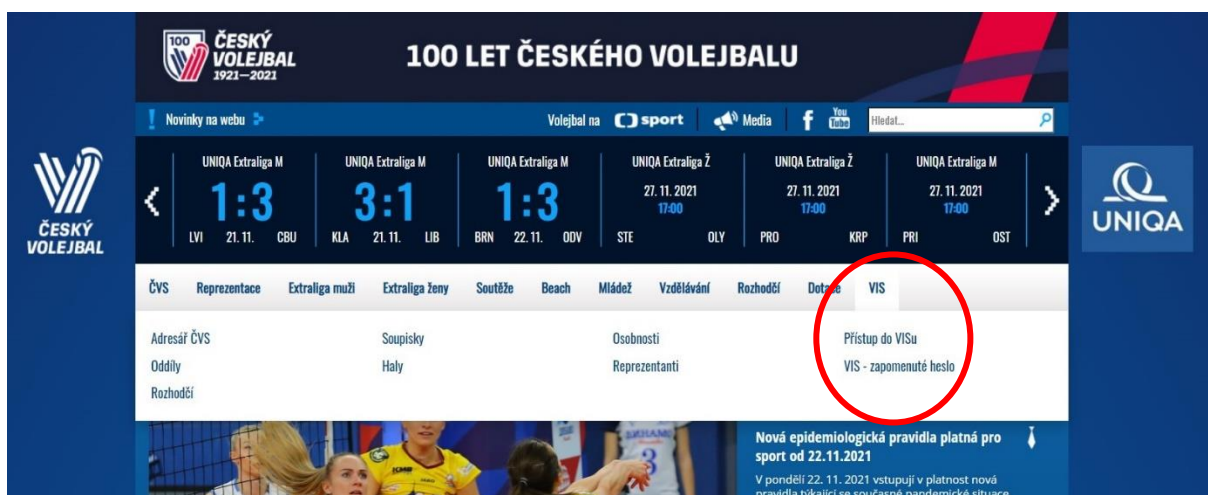 100 ČESKÝ
VOLEJBAL
1921—2021
100 LET ČESKÉHO VOLEJBALU
! Novinky na webu
Volejbal na sport Media f You Tube Hledat...
UNIQA Extraliga M UNIQA Extraliga M UNIQA Extraliga M UNIQA Extraliga Ž UNIQA Extraliga Ž UNIQA Extraliga M
1:3 3:1 1:3 27. 11. 2021 27. 11. 2021 27. 11. 2021
17:00 17:00 17:00
LVI 21. 11. CBU KLA 21. 11. LIB BRN 22. 11. ODV STE OLY PRO KRP PRI OST
ČESKÝ
VOLEJBAL
UNIQA
ČVS Reprezentace Extraliga muži Extraliga ženy Soutěže Beach Mládež Vzdělávání Rozhodčí Dotace VIS
Adresář ČVS Soupisky Osobnosti Přístup do VISu
Oddíly Haly Reprezentanti VIS - zapomenuté heslo
Rozhodčí
Nová epidemiologická pravidla platná pro
sport od 22.11.2021
V pondělí 22. 11. 2021 vstupují v platnost nová
pravidla týkající se současné pandemické situace